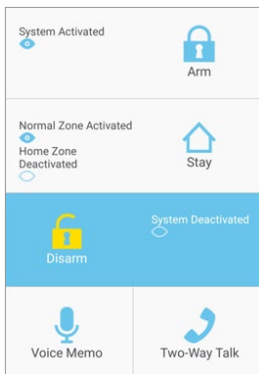 System Activated
Arm
Normal Zone Activated
Home Zone
Deactivated
Stay
System Deactivated
Disarm
Voice Memo
Two-Way Talk